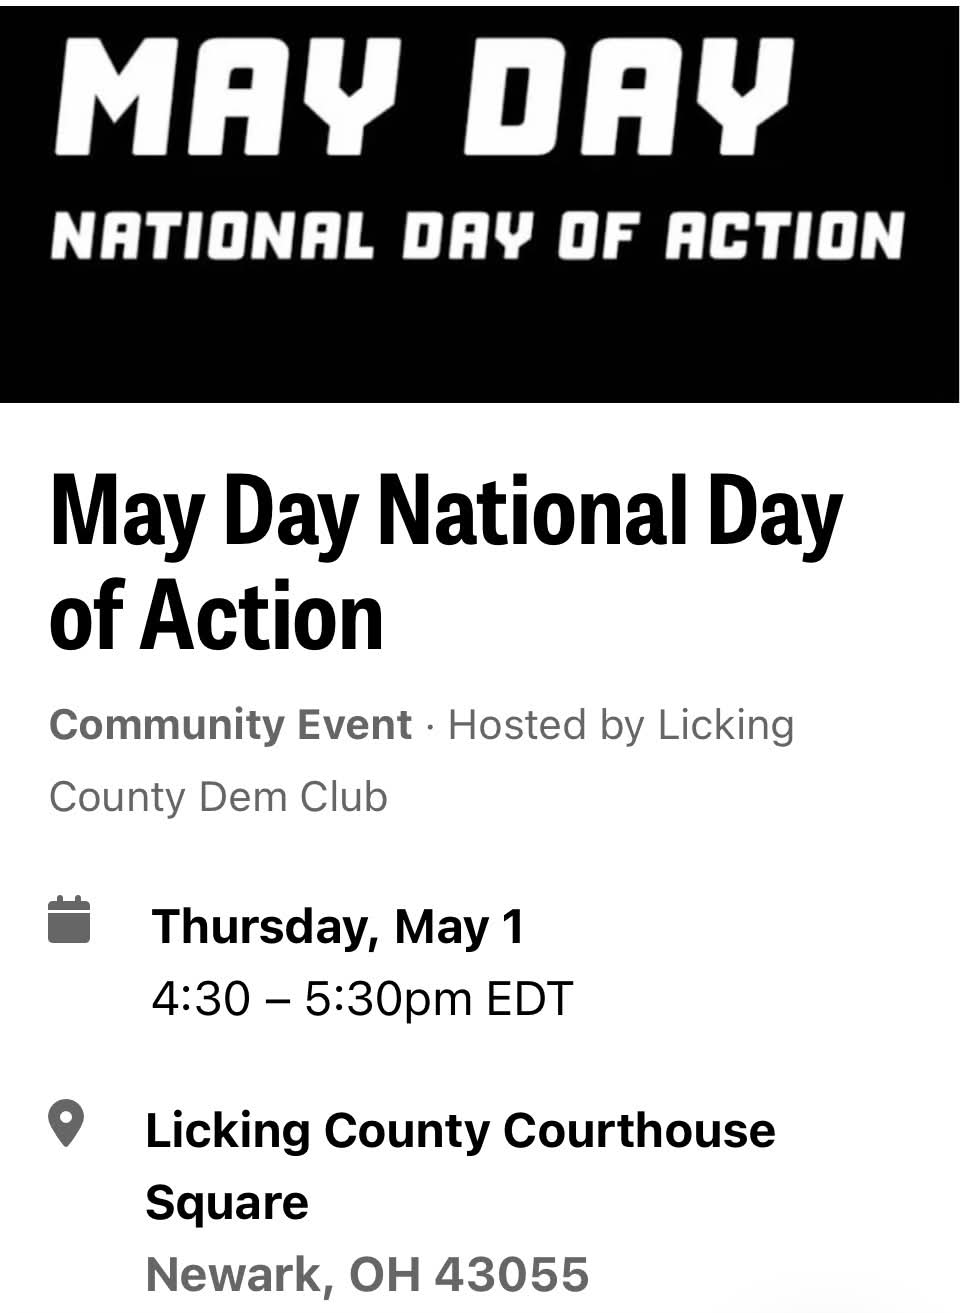 MAY DAY
NATIONAL DAY OF ACTION
May Day National Day
of Action
Community Event · Hosted by Licking
County Dem Club
Thursday, May 1
4:30 – 5:30pm EDT
Licking County Courthouse
Square
Newark, OH 43055